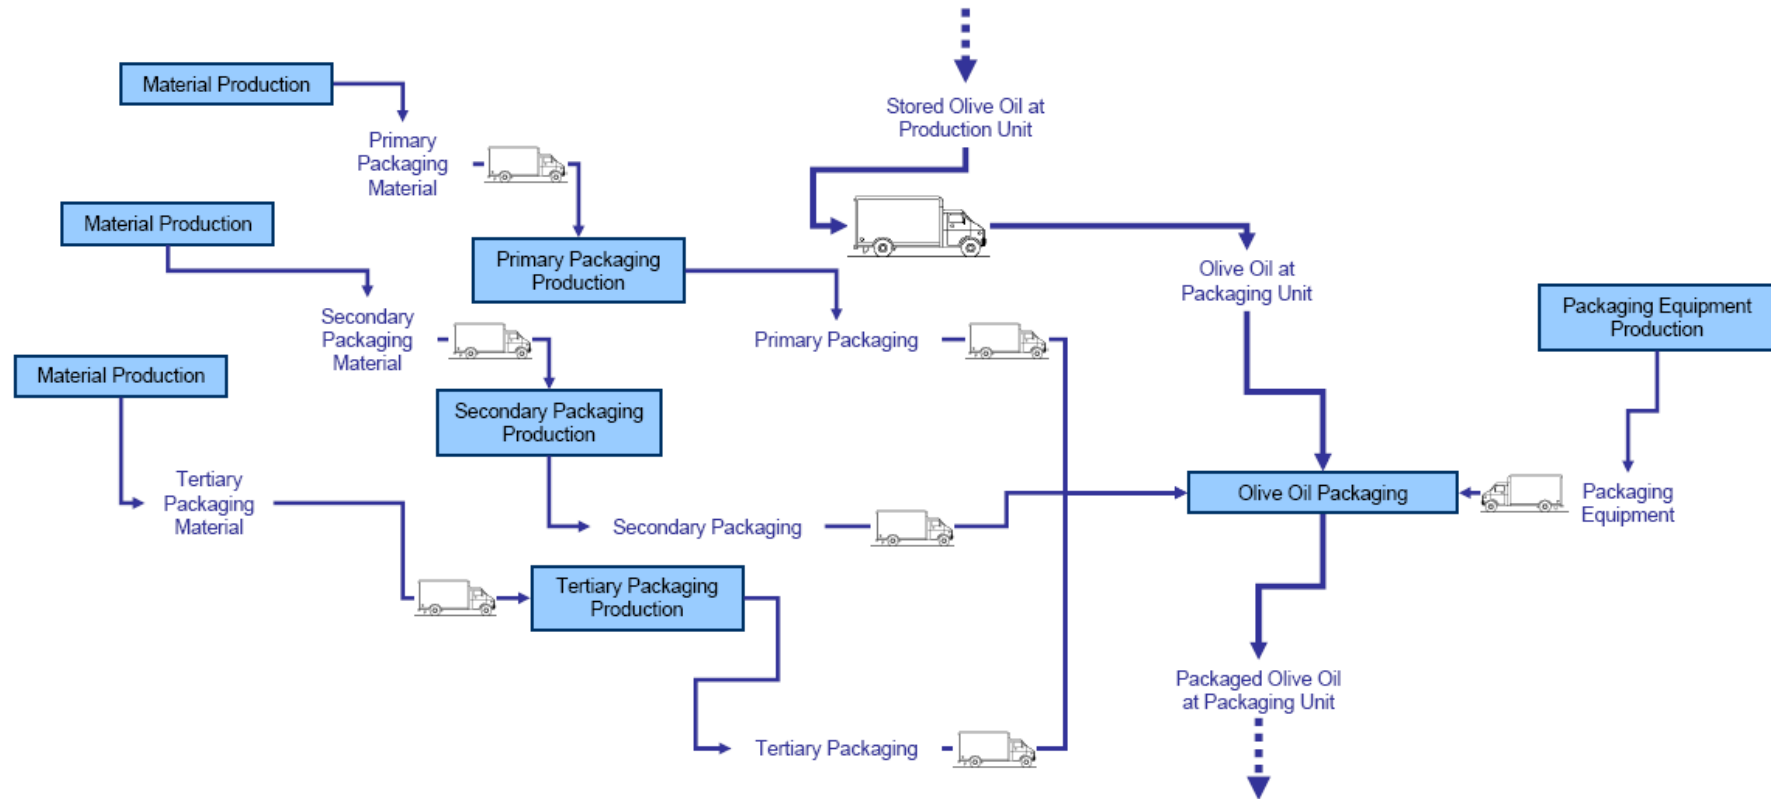 Material Production
Primary
Packaging
Material
Stored Olive Oil at
Production Unit
Material Production
Primary Packaging
Production
Olive Oil at
Packaging Unit
Packaging Equipment
Production
Secondary
Packaging
Material
Primary Packaging
Material Production
Secondary Packaging
Production
Tertiary
Packaging
Material
Olive Oil Packaging
Packaging
Equipment
Secondary Packaging
Tertiary Packaging
Production
Packaged Olive Oil
at Packaging Unit
Tertiary Packaging